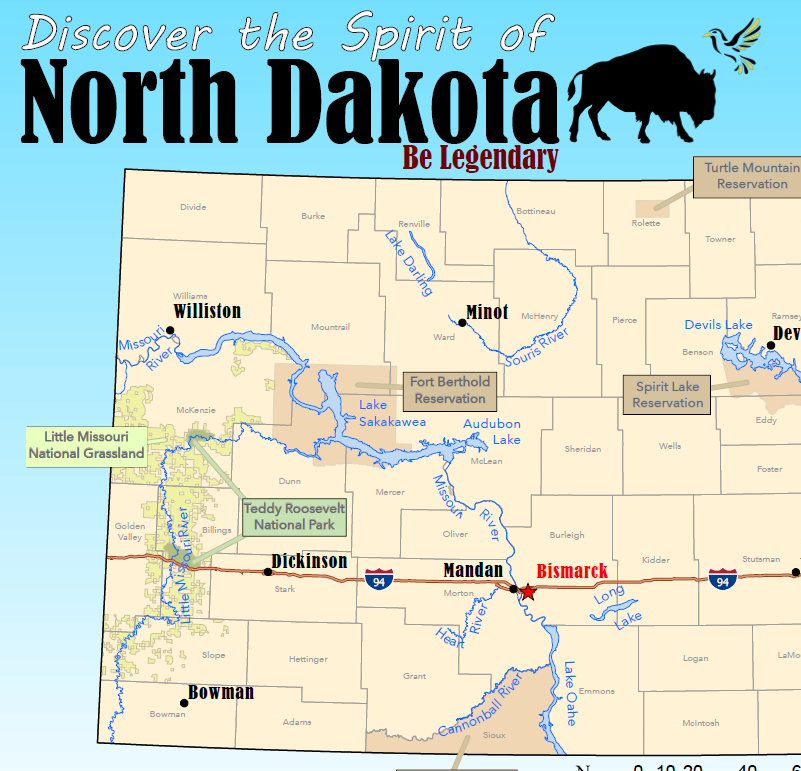 Discover the Spirit of
North Dakota
Be Legendary
Turtle Mountain
Reservation
Divide
Burke
Renville
Bottineau
Rolette
Towner
Lake Darling
Williams
Williston
Mountrail
Minot
Ward
McHenry
Souris River
Pierce
Ramsey
Devils Lake
Dev
Benson
Missouri
River
Fort Berthold
Reservation
Spirit Lake
Reservation
McKenzie
Lake
Sakakawea
Audubon
Lake
Eddy
Little Missouri
National Grassland
McLean
Sheridan
Wells
Foster
Dunn
Mercer
Missouri
River
Teddy Roosevelt
National Park
Golden
Valley
Billings
Little Missouri River
Oliver
Burleigh
Kidder
Stutsman
Dickinson
Mandan
Bismarck
94
94
Stark
Morton
Long
Lake
Heart
River
Slope
Hettinger
Grant
Logan
LaMo
Lake Oahe
Emmons
Bowman
Bowman
Adams
Cannonball River
Sioux
McIntosh
N
0 10 20 40 6